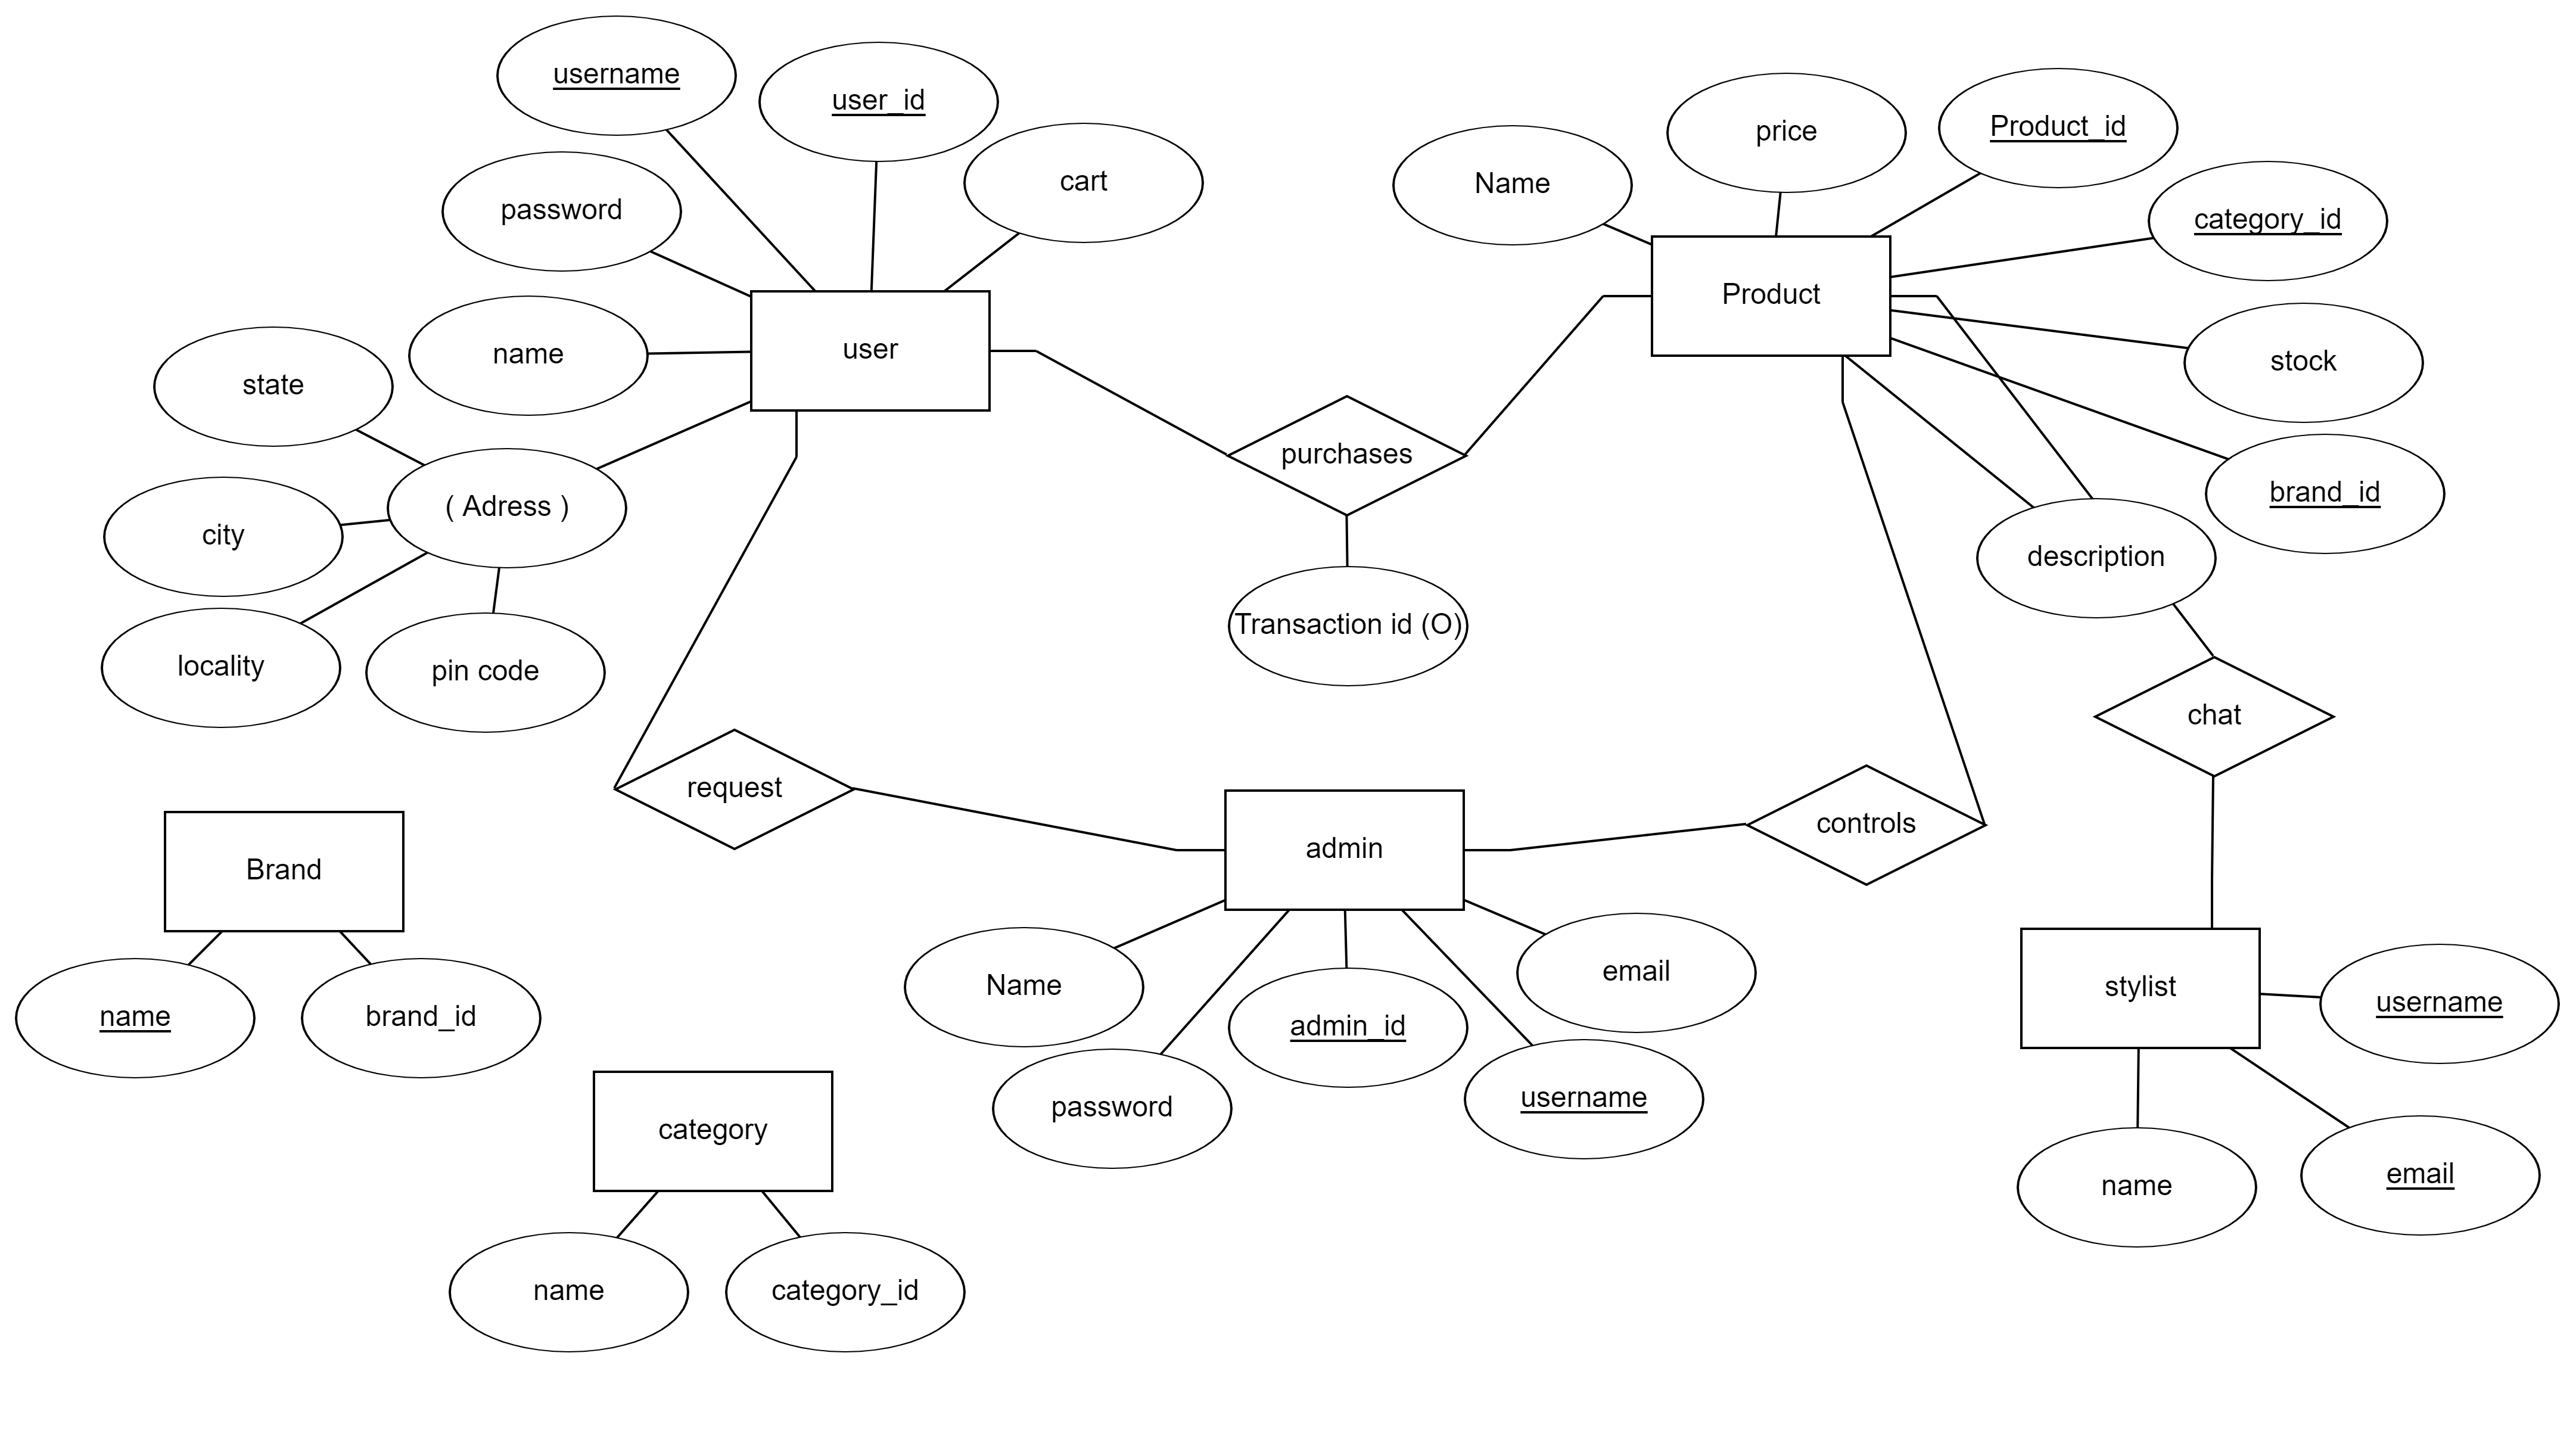 username
user_id
cart
password
name
user
state
( Adress )
city
locality
pin code
Name
price
Product_id
category_id
Product
stock
brand_id
description
purchases
Transaction id (O)
request
admin
controls
chat
Brand
name
brand_id
category
name
category_id
Name
password
admin_id
username
email
stylist
username
name
email